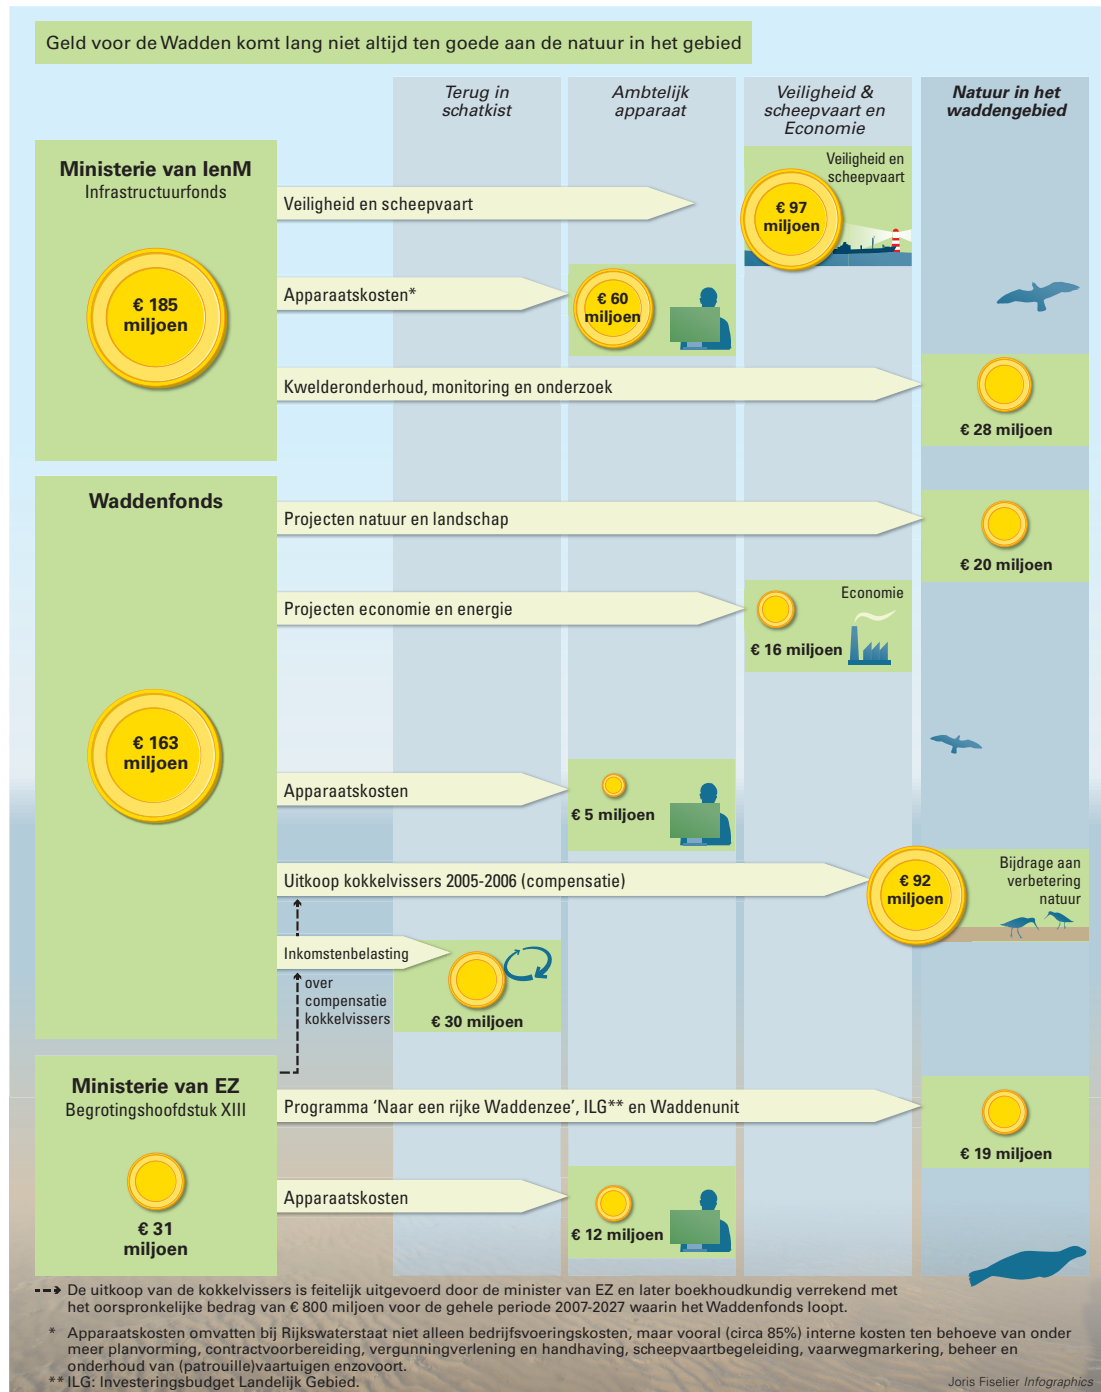 Geld voor de Wadden komt lang niet altijd ten goede aan de natuur in het gebied
Terug in
schatkist
Ambtelijk
apparaat
Veiligheid &
scheepvaart en
Economie
Natuur in het
waddengebied
Ministerie van IenM
Infrastructuurfonds
€ 185
miljoen
Veiligheid en scheepvaart
Veiligheid en
scheepvaart
€ 97
miljoen
Apparaatskosten*
€ 60
miljoen
Kwelderonderhoud, monitoring en onderzoek
€ 28 miljoen
Waddenfonds
€ 163
miljoen
Projecten natuur en landschap
€ 20 miljoen
Projecten economie en energie
Economie
€ 16 miljoen
Apparaatskosten
€ 5 miljoen
Uitkoop kokkelvissers 2005-2006 (compensatie)
€ 92
miljoen
Bijdrage aan
verbetering
natuur
Inkomstenbelasting
over
compensatie
kokkelvissers
€ 30 miljoen
Ministerie van EZ
Begrotingshoofdstuk XIII
€ 31
miljoen
Programma ‘Naar een rijke Waddenzee’, ILG** en Waddenunit
€ 19 miljoen
Apparaatskosten
€ 12 miljoen
De uitkoop van de kokkelvissers is feitelijk uitgevoerd door de minister van EZ en later boekhoudkundig verrekend met
het oorspronkelijke bedrag van € 800 miljoen voor de gehele periode 2007-2027 waarin het Waddenfonds loopt.
* Apparaatskosten omvatten bij Rijkswaterstaat niet alleen bedrijfsvoeringskosten, maar vooral (circa 85%) interne kosten ten behoeve van onder
meer planvorming, contractvoorbereiding, vergunningverlening en handhaving, scheepvaartbegeleiding, vaarwegmarkering, beheer en
onderhoud van (patrouille)vaartuigen enzovoort.
** ILG: Investeringsbudget Landelijk Gebied.
Joris Fiselier Infographics